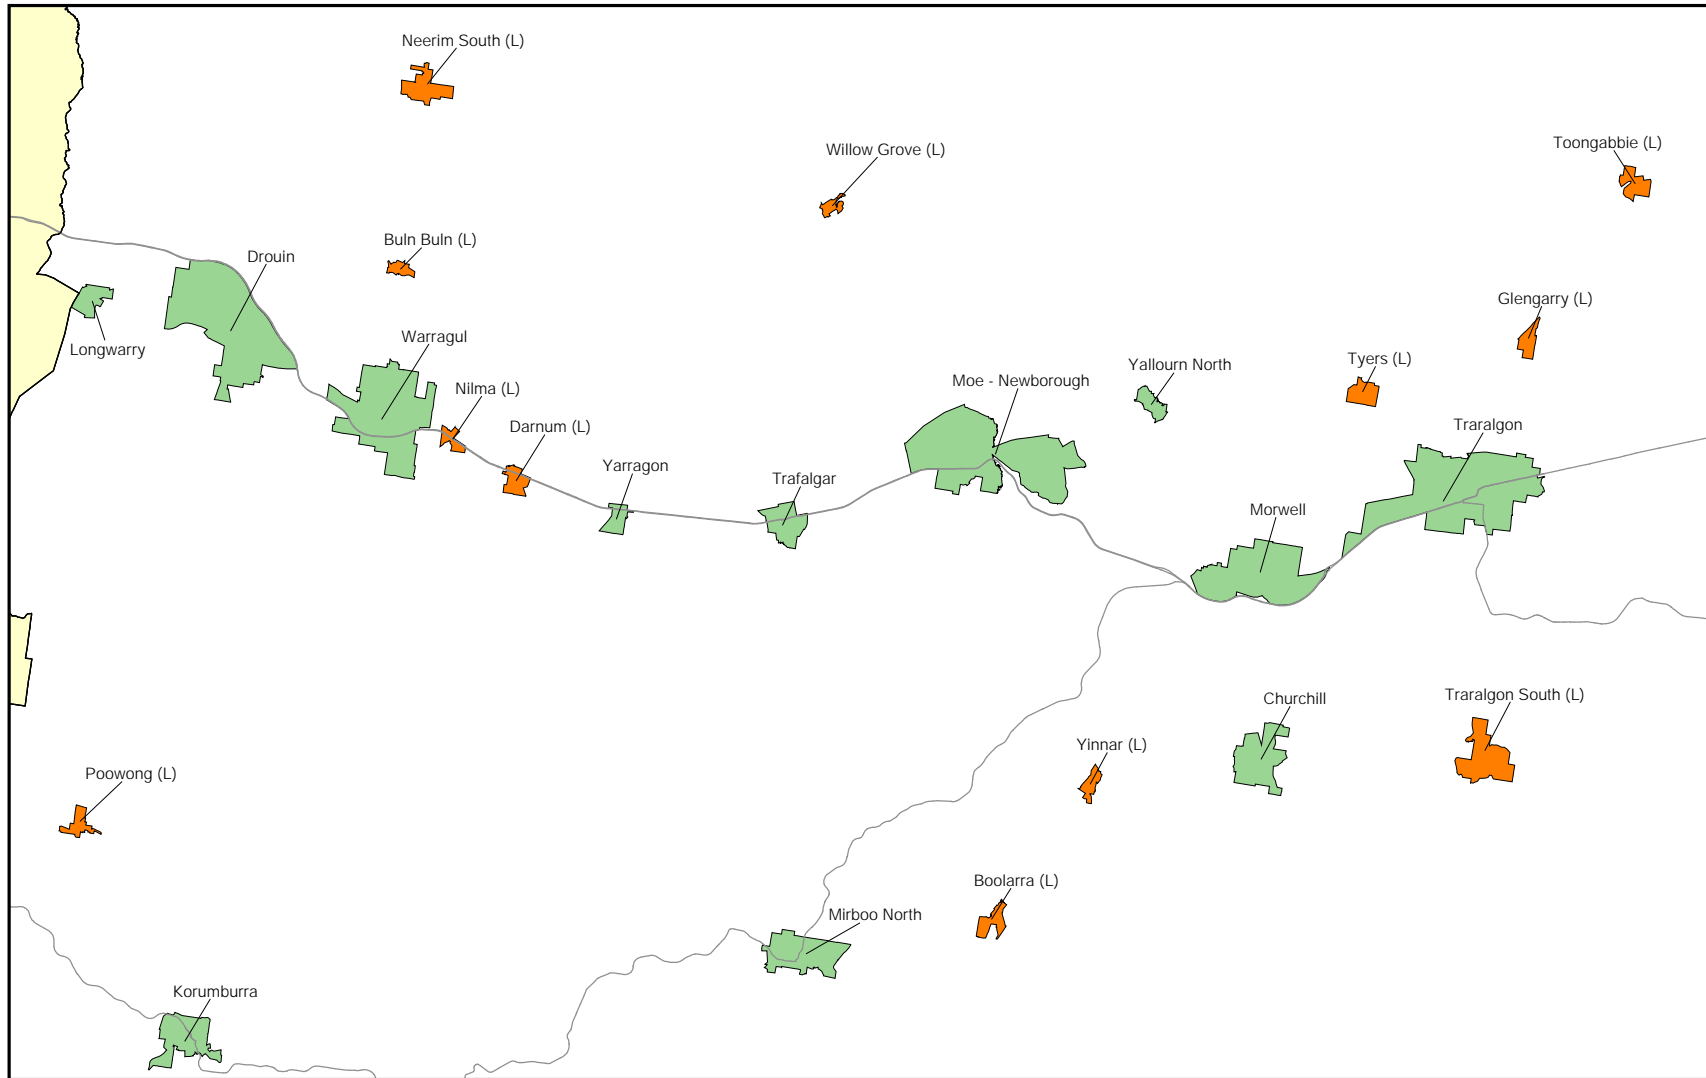 Neerim South (L)
Toongabbie (L)
Willow Grove (L)
Buln Buln (L)
Drouin
Glengarry (L)
Warragul
Longwarry
Tyers (L)
Yallourn North
Moe - Newborough
Nilma (L)
Darnum (L)
Traralgon
Yarragon
Trafalgar
Morwell
Traralgon South (L)
Churchill
Yinnar (L)
Poowong (L)
Boolarra (L)
Mirboo North
Korumburra